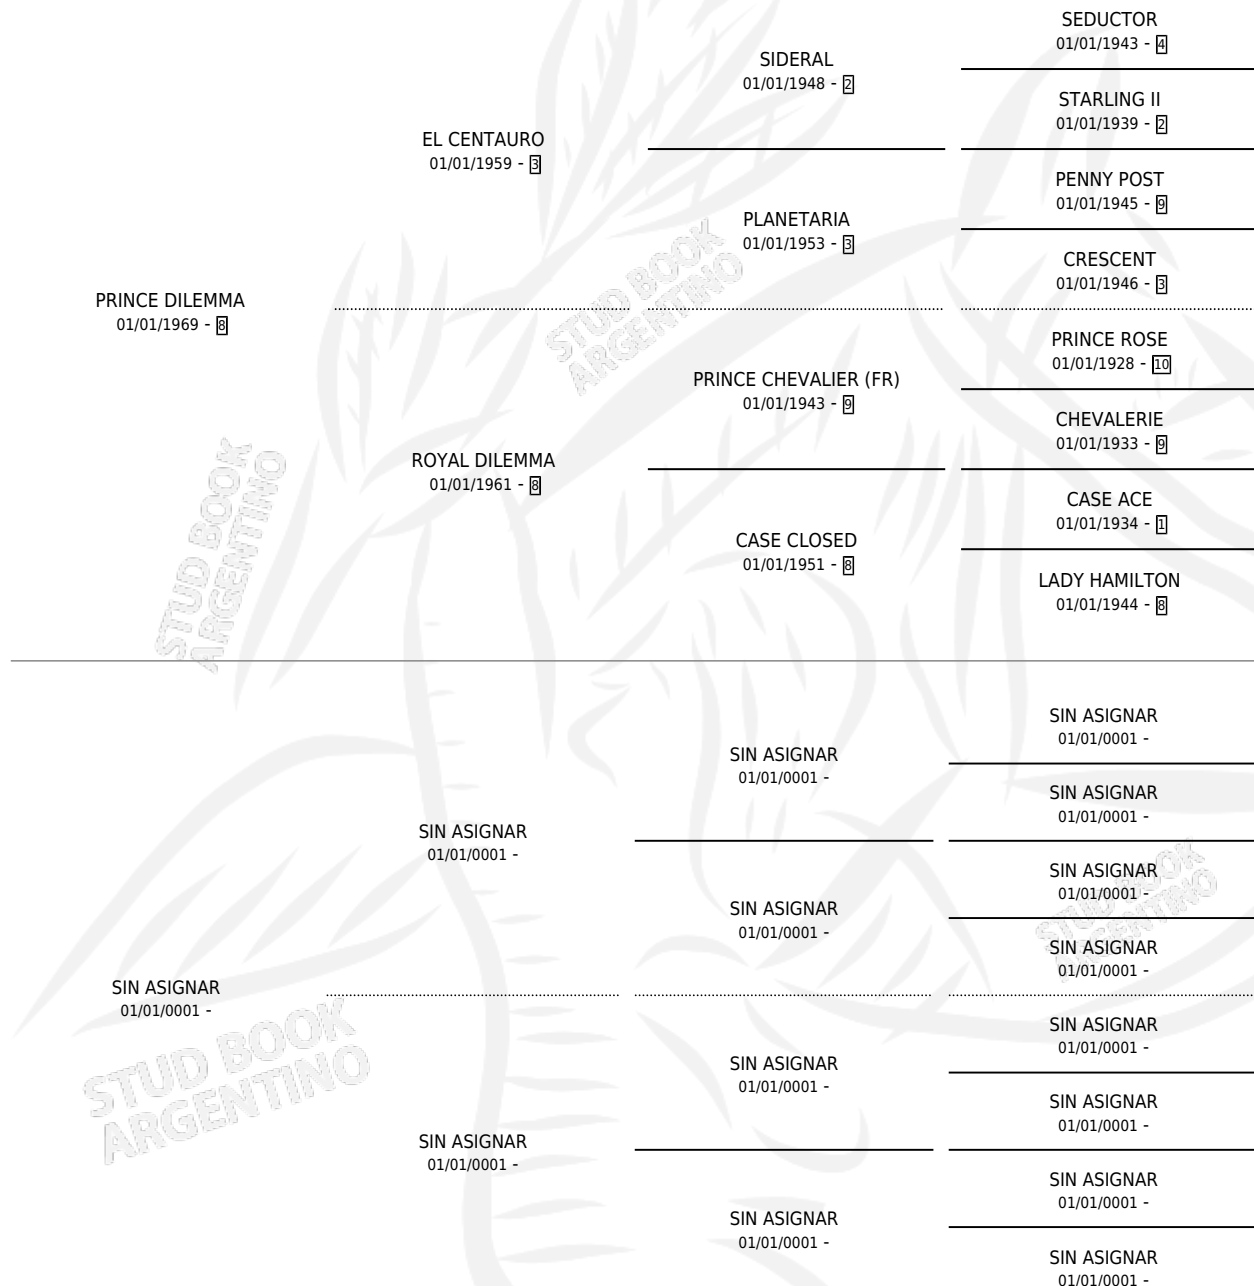 SEDUCTOR
01/01/1943 - 4
SIDERAL
01/01/1948 - 2
STARLING II
01/01/1939 - 2
EL CENTAURO
01/01/1959 - 3
PENNY POST
01/01/1945 - 9
PLANETARIA
01/01/1953 - 3
CRESCENT
01/01/1946 - 3
PRINCE DILEMMA
01/01/1969 - 8
PRINCE ROSE
01/01/1928 - 10
PRINCE CHEVALIER (FR)
01/01/1943 - 9
CHEVALERIE
01/01/1933 - 9
ROYAL DILEMMA
01/01/1961 - 8
CASE ACE
01/01/1934 - 1
CASE CLOSED
01/01/1951 - 8
LADY HAMILTON
01/01/1944 - 8
STUD BOOK
ARGENTINO
STUD BOOK
ARGENTINO
SIN ASIGNAR
01/01/0001 -
SIN ASIGNAR
01/01/0001 -
SIN ASIGNAR
01/01/0001 -
SIN ASIGNAR
01/01/0001 -
SIN ASIGNAR
01/01/0001 -
SIN ASIGNAR
01/01/0001 -
SIN ASIGNAR
01/01/0001 -
SIN ASIGNAR
01/01/0001 -
SIN ASIGNAR
01/01/0001 -
SIN ASIGNAR
01/01/0001 -
SIN ASIGNAR
01/01/0001 -
SIN ASIGNAR
01/01/0001 -
SIN ASIGNAR
01/01/0001 -
SIN ASIGNAR
01/01/0001 -
SIN ASIGNAR
01/01/0001 -
STUD BOOK
ARGENTINO
STUD BOOK
ARGENTINO